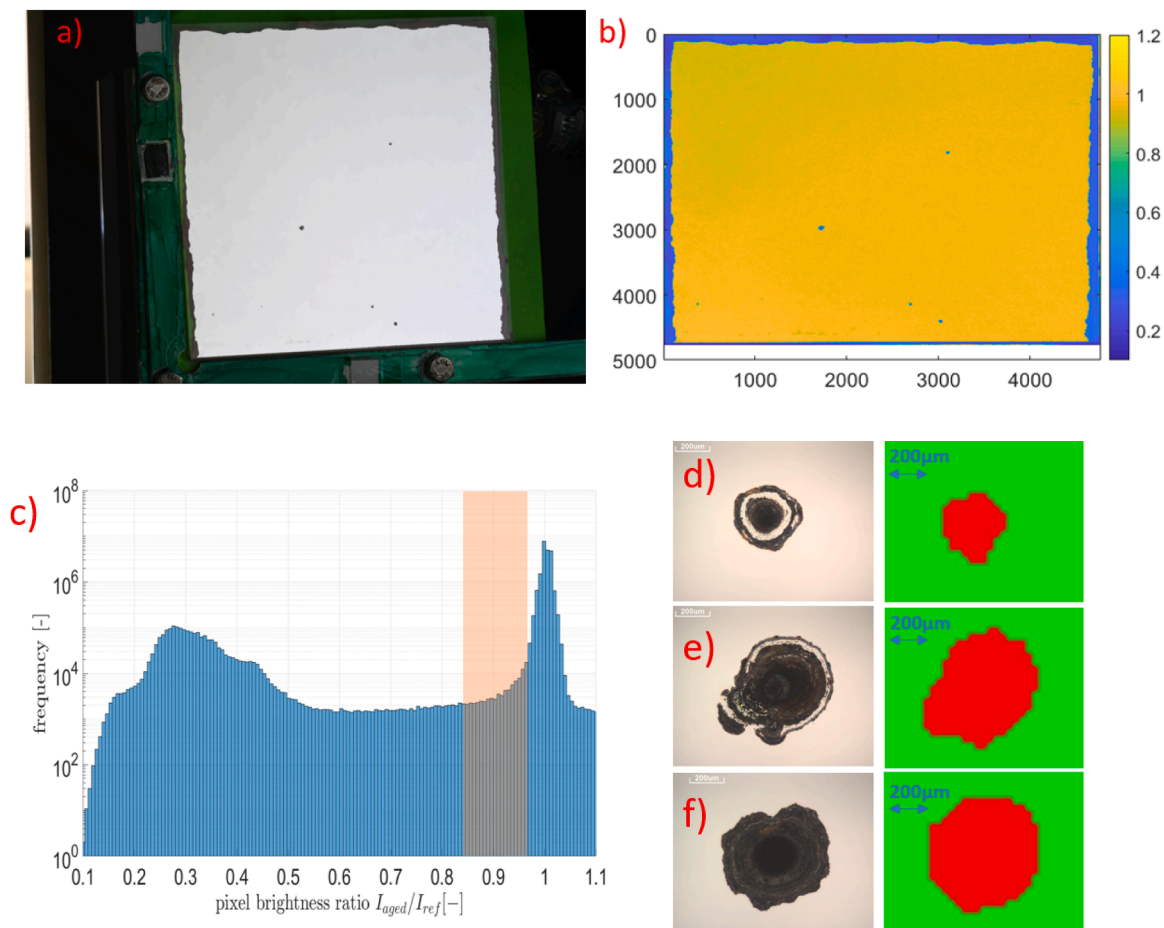 a)
b)
0
1000
2000
3000
4000
5000
1000
2000
3000
4000
1.2
1
0.8
0.6
0.4
0.2
c)
frequency [-]
10^8
10^6
10^4
10^2
10^0
0.1 0.2 0.3 0.4 0.5 0.6 0.7 0.8 0.9 1 1.1
pixel brightness ratio I_aged/I_ref[−]
200um
d)
200µm
200um
e)
200µm
200um
f)
200µm